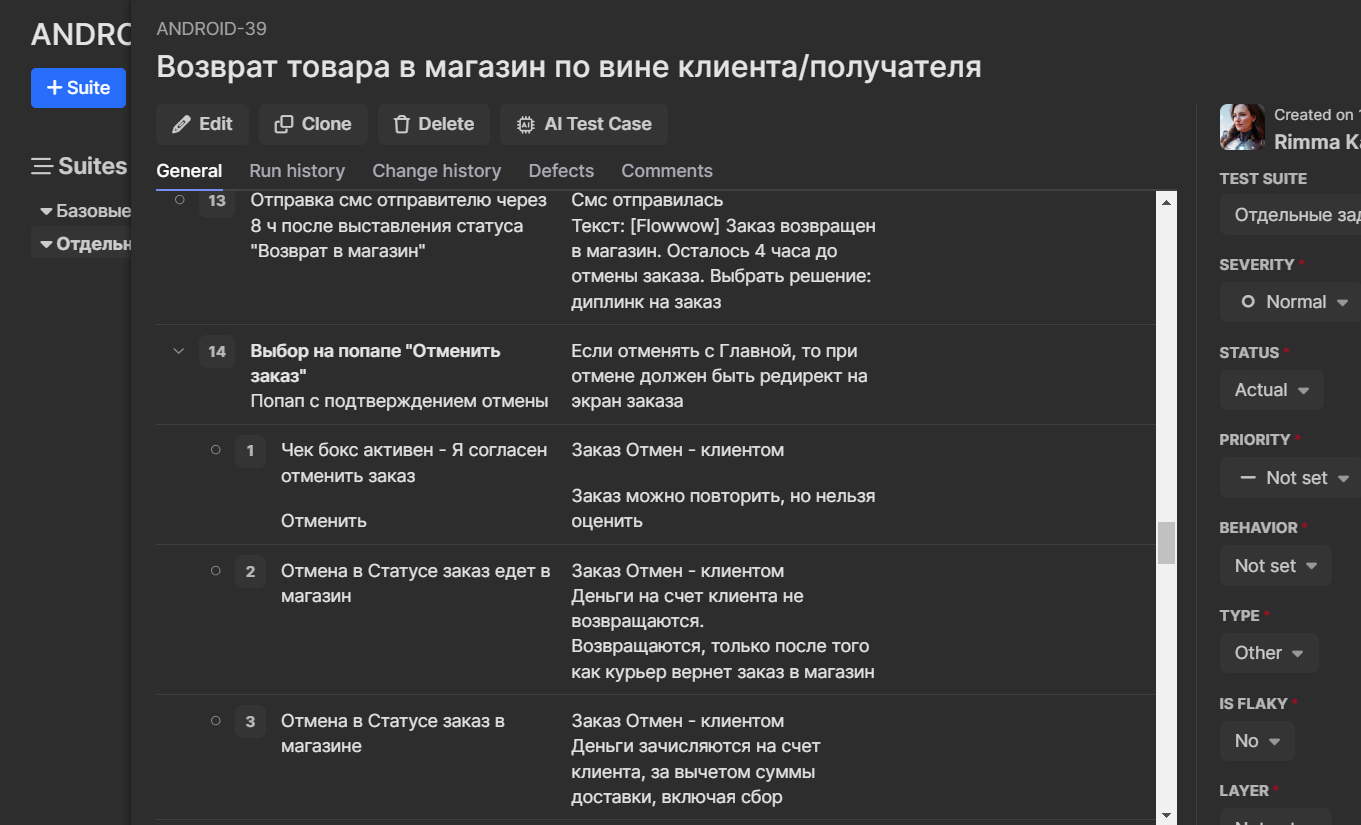 ANDROID-39
ANDRO
Возврат товара в магазин по вине клиента/получателя
+ Suite
Edit
Clone
Delete
AI Test Case
Suites
Базовые
Отдельн
General
Run history
Change history
Defects
Comments
13
Отправка смс отправителю через
8 ч после выставления статуса
"Возврат в магазин"
Смс отправилась
Текст: [Flowwow] Заказ возвращен
в магазин. Осталось 4 часа до
отмены заказа. Выбрать решение:
диплинк на заказ
14
Выбор на попапе "Отменить
заказ"
Попап с подтверждением отмены
Если отменять с Главной, то при
отмене должен быть редирект на
экран заказа
1
Чек бокс активен - Я согласен
отменить заказ
Отменить
Заказ Отмен - клиентом
Заказ можно повторить, но нельзя
оценить
2
Отмена в Статусе заказ едет в
магазин
Заказ Отмен - клиентом
Деньги на счет клиента не
возвращаются.
Возвращаются, только после того
как курьер вернет заказ в магазин
3
Отмена в Статусе заказ в
магазине
Заказ Отмен - клиентом
Деньги зачисляются на счет
клиента, за вычетом суммы
доставки, включая сбор
Created on
Rimma Ka
TEST SUITE
Отдельные зад
SEVERITY *
Normal
STATUS *
Actual
PRIORITY *
Not set
BEHAVIOR *
Not set
TYPE *
Other
IS FLAKY *
No
LAYER *